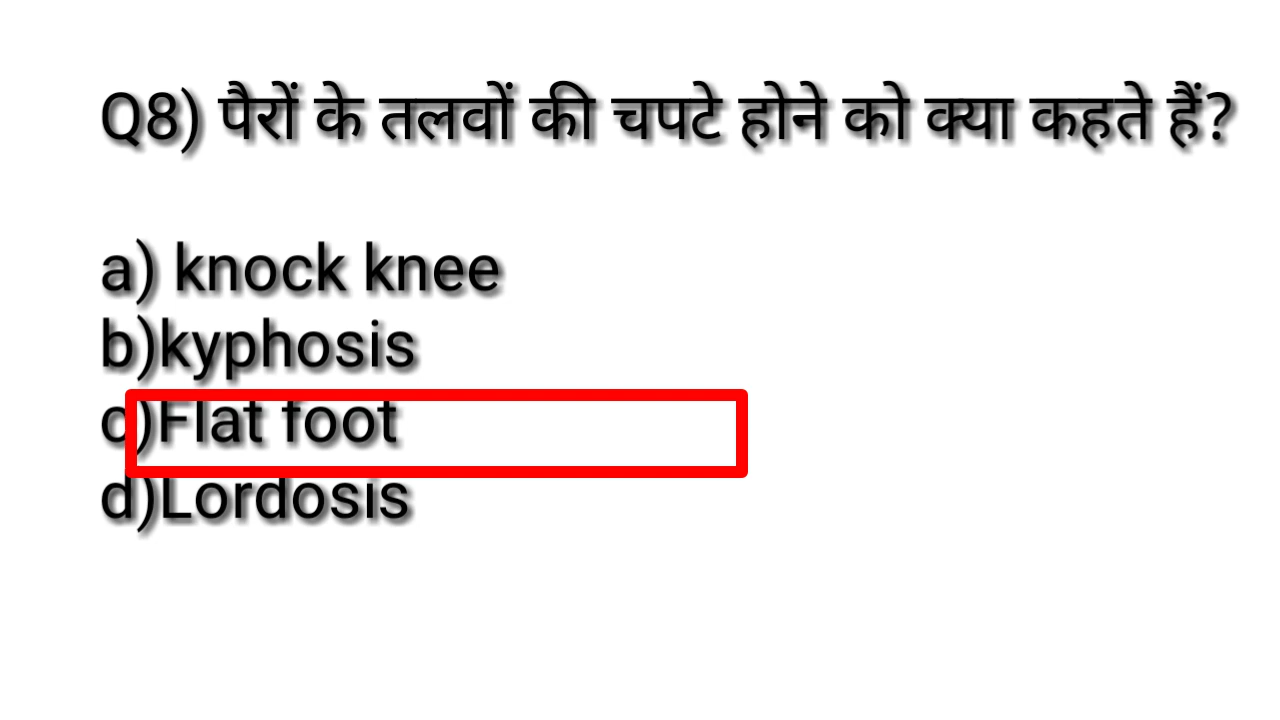 Q8) पैरों के तलवों की चपटे होने को क्या कहते हैं?
a) knock knee
b)kyphosis
c)Flat foot
d)Lordosis